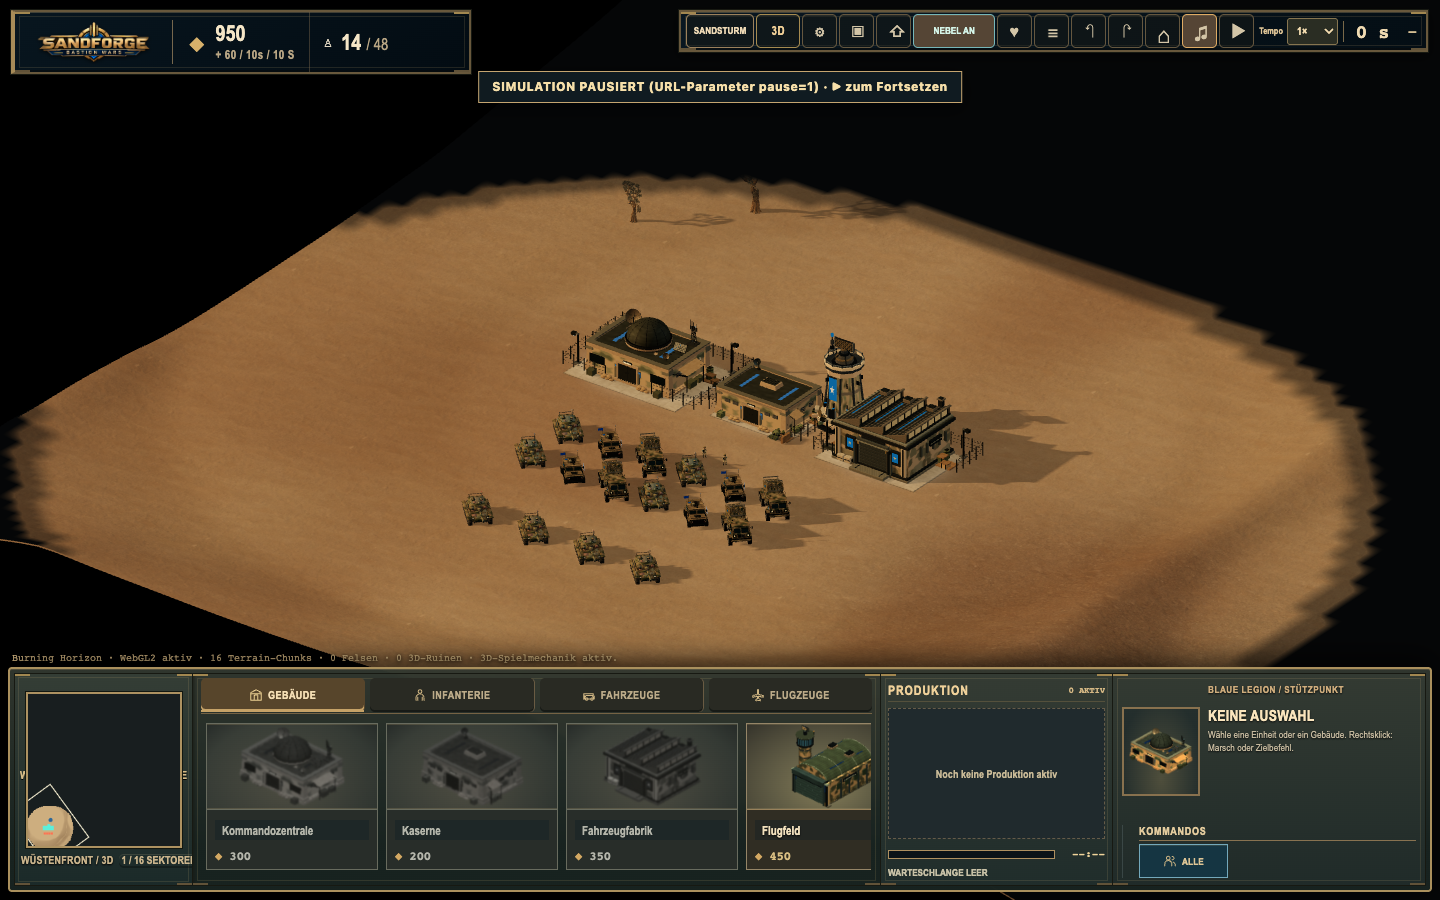 SANDFORGE
BASTION WARS
950
+ 60 / 10s / 10 S
14 / 48
SANDSTURM
3D
NEBEL AN
Tempo
1×
0 s
–
SIMULATION PAUSIERT (URL-Parameter pause=1) · ▶ zum Fortsetzen
Burning Horizon · WebGL2 aktiv · 16 Terrain-Chunks · 0 Felsen · 0 3D-Ruinen · 3D-Spielmechanik aktiv.
WÜSTENFRONT / 3D 1 / 16 SEKTOREN
GEBÄUDE
INFANTERIE
FAHRZEUGE
FLUGZEUGE
Kommandozentrale
300
Kaserne
200
Fahrzeugfabrik
350
Flugfeld
450
PRODUKTION
0 AKTIV
Noch keine Produktion aktiv
--:--
WARTESCHLANGE LEER
BLAUE LEGION / STÜTZPUNKT
KEINE AUSWAHL
Wähle eine Einheit oder ein Gebäude. Rechtsklick:
Marsch oder Zielbefehl.
KOMMANDOS
ALLE